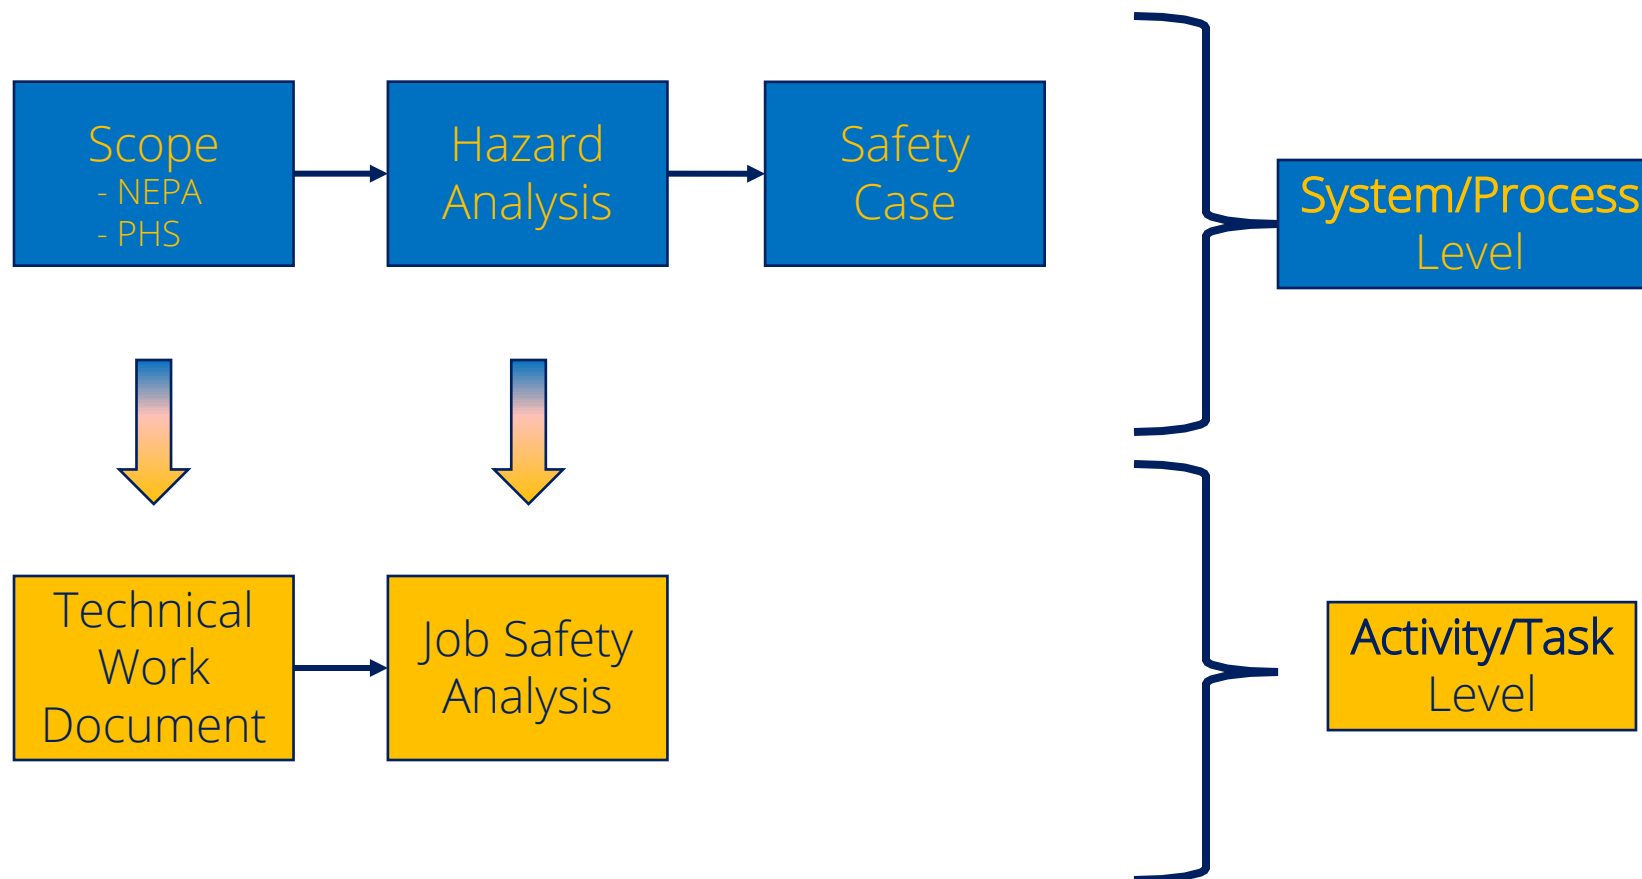 Scope
- NEPA
- PHS
Hazard
Analysis
Safety
Case
System/Process
Level
Technical
Work
Document
Job Safety
Analysis
Activity/Task
Level